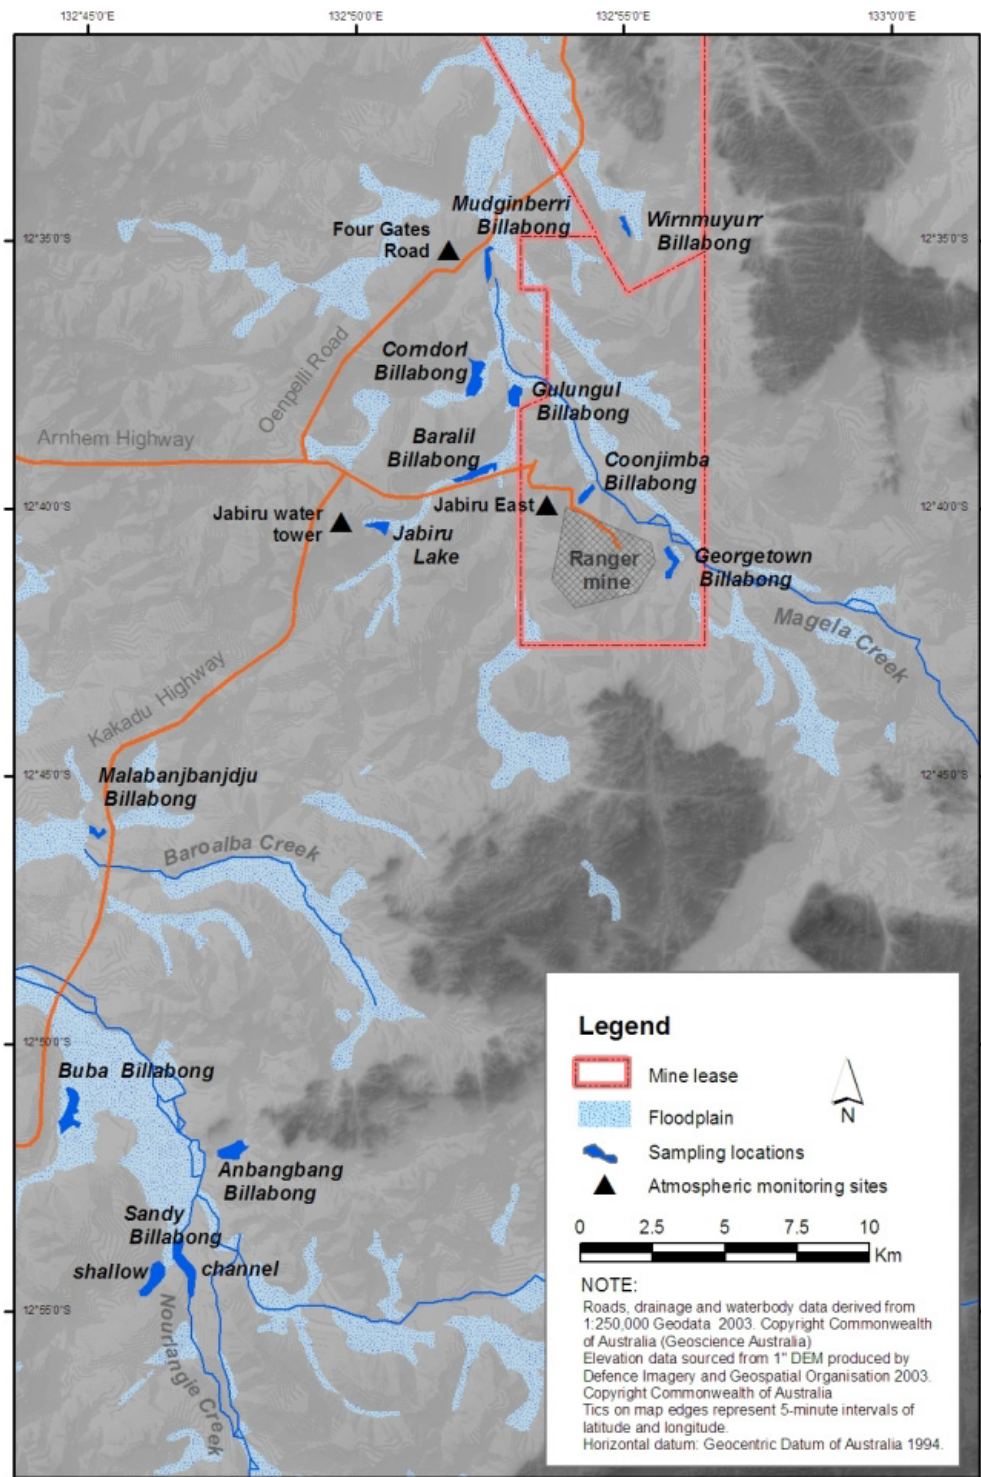 132°45'0"E
132°50'0"E
132°55'0"E
133°0'0"E
Mudginberri
Billabong
Wirnmuyurr
Billabong
Four Gates
Road
12°35'0"S
12°35'0"S
Corndorl
Billabong
Oenpelli Road
Gulungul
Billabong
Arnhem Highway
Baralil
Billabong
Coonjimba
Billabong
12°40'0"S
Jabiru water
tower
Jabiru East
12°40'0"S
Jabiru
Lake
Ranger
mine
Georgetown
Billabong
Magela Creek
Kakadu Highway
12°45'0"S
12°45'0"S
Malabanjbanjdju
Billabong
Baroalba Creek
12°50'0"S
Buba Billabong
Anbangbang
Billabong
Sandy
Billabong
shallow
channel
12°55'0"S
Nourlangie Creek
Legend
Mine lease
Floodplain
N
Sampling locations
Atmospheric monitoring sites
0 2.5 5 7.5 10
Km
NOTE:
Roads, drainage and waterbody data derived from
1:250,000 Geodata 2003. Copyright Commonwealth
of Australia (Geoscience Australia)
Elevation data sourced from 1" DEM produced by
Defence Imagery and Geospatial Organisation 2003.
Copyright Commonwealth of Australia
Tics on map edges represent 5-minute intervals of
latitude and longitude.
Horizontal datum: Geocentric Datum of Australia 1994.